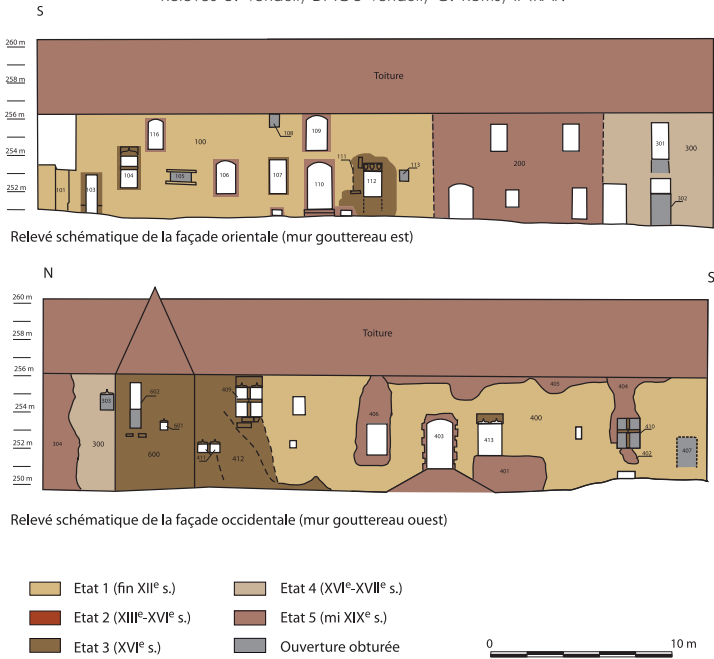 S
260 m
258 m
256 m
254 m
252 m
Toiture
100
116
108
109
104
105
106
107
111
110
112
113
101
103
200
301
300
302
Relevé schématique de la façade orientale (mur gouttereau est)
N
S
260 m
258 m
256 m
254 m
252 m
250 m
Toiture
304
300
303
602
601
600
409
411
412
406
405
403
413
401
400
404
410
402
407
Relevé schématique de la façade occidentale (mur gouttereau ouest)
Etat 1 (fin XIIe s.)
Etat 2 (XIIIe-XVIe s.)
Etat 3 (XVIe s.)
Etat 4 (XVIe-XVIIe s.)
Etat 5 (mi XIXe s.)
Ouverture obturée
0
10 m